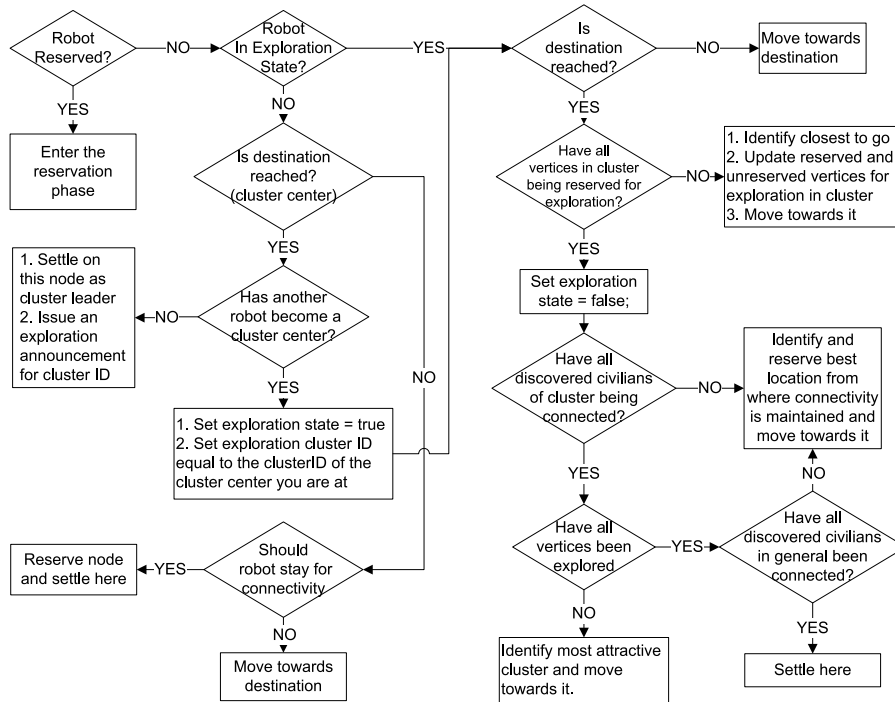 Robot
Reserved?
NO
YES
Enter the
reservation
phase
Robot
In Exploration
State?
YES
NO
Is destination
reached?
(cluster center)
NO
YES
Has another
robot become a
cluster center?
NO
1. Settle on
this node as
cluster leader
2. Issue an
exploration
announcement
for cluster ID
YES
1. Set exploration state = true
2. Set exploration cluster ID
equal to the clusterID of the
cluster center you are at
Should
robot stay for
connectivity
YES
Reserve node
and settle here
NO
Move towards
destination
Is
destination
reached?
NO
Move towards
destination
YES
Have all
vertices in cluster
being reserved for
exploration?
NO
1. Identify closest to go
2. Update reserved and
unreserved vertices for
exploration in cluster
3. Move towards it
YES
Set exploration
state = false;
Have all
discovered civilians
of cluster being
connected?
NO
Identify and
reserve best
location from
where connectivity
is maintained and
move towards it
YES
Have all
vertices been
explored
YES
Have all
discovered civilians
in general been
connected?
NO
YES
Settle here
NO
Identify most attractive
cluster and move
towards it.